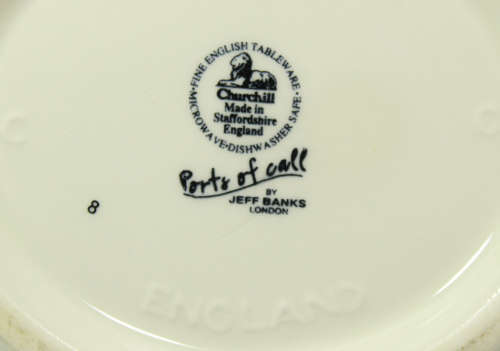 FINE ENGLISH TABLEWARE
Churchill
Made in
Staffordshire
England
MICROWAVE • DISHWASHER SAFE
Ports of call
BY
JEFF BANKS
LONDON
8
ENGLAND